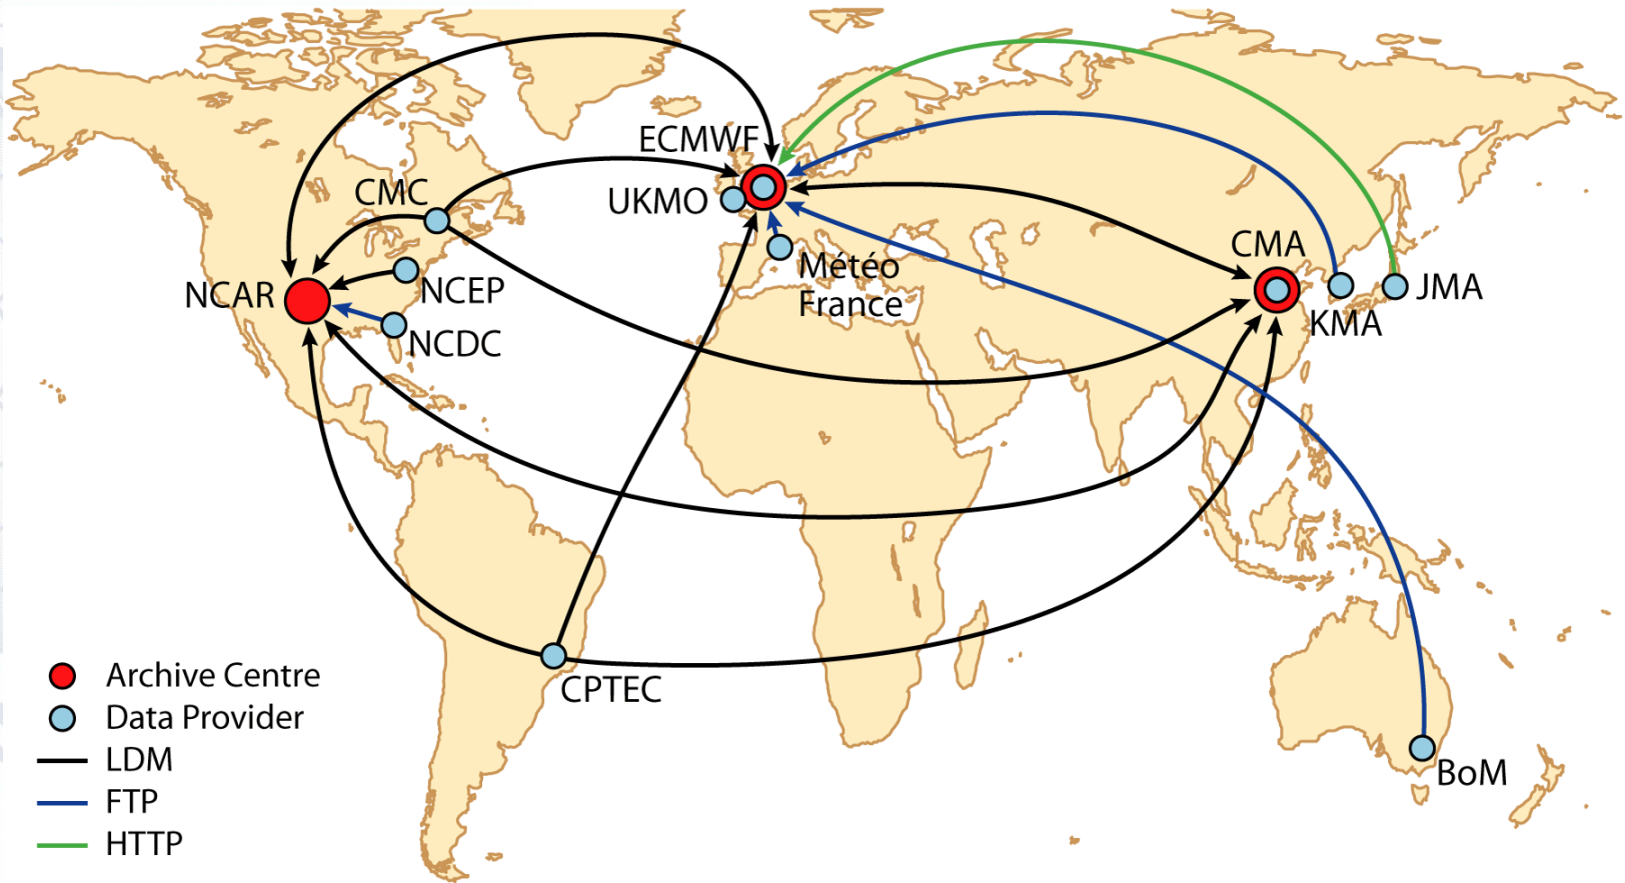 ECMWF
CMC
UKMO
CMA
Météo
France
NCAR
NCEP
JMA
KMA
NCDC
CPTEC
BoM
Archive Centre
Data Provider
LDM
FTP
HTTP